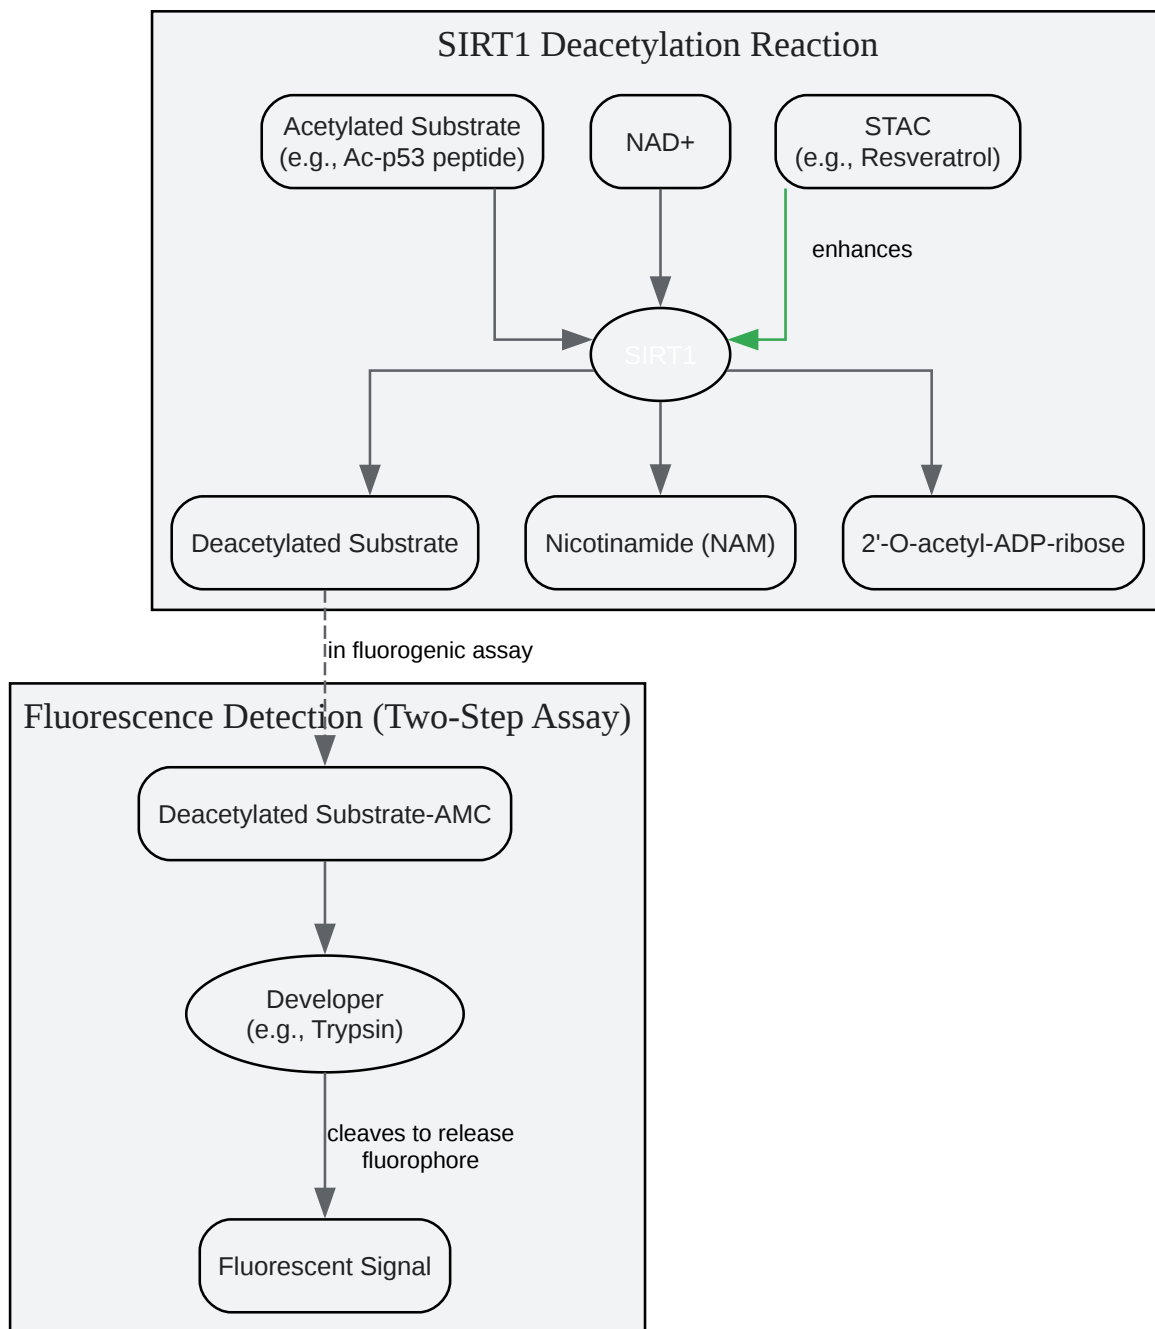 SIRT1 Deacetylation Reaction
Acetylated Substrate
(e.g., Ac-p53 peptide)
NAD+
STAC
(e.g., Resveratrol)
enhances
SIRT1
Deacetylated Substrate
Nicotinamide (NAM)
2'-O-acetyl-ADP-ribose
in fluorogenic assay
Fluorescence Detection (Two-Step Assay)
Deacetylated Substrate-AMC
Developer
(e.g., Trypsin)
cleaves to release
fluorophore
Fluorescent Signal